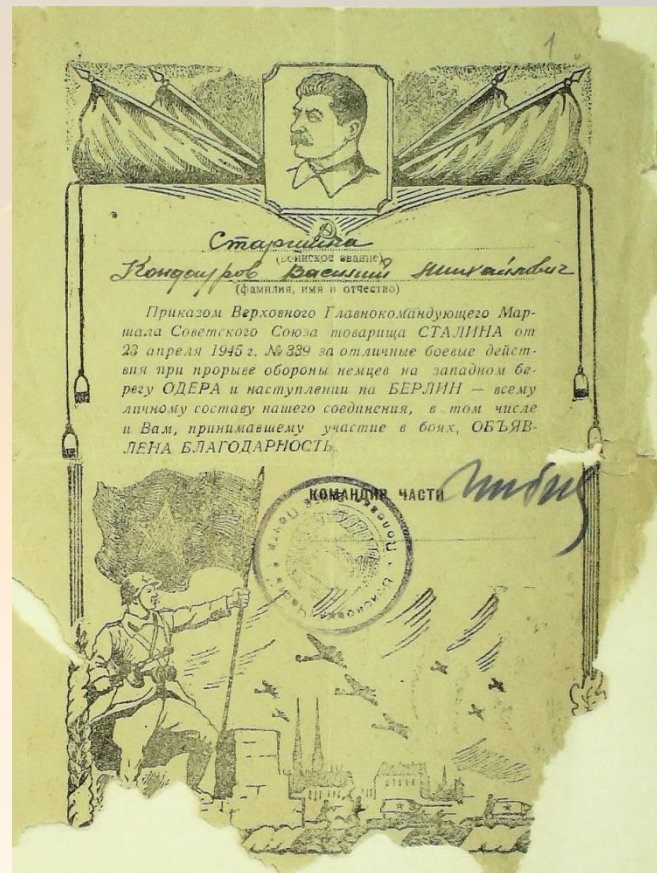 1
Старшина
(воинское звание)
Кондауров Василий Михайлович
(фамилия, имя и отчество)
Приказом Верховного Главнокомандующего Мар-
шала Советского Союза товарища СТАЛИНА от
23 апреля 1945 г. № 339 за отличные боевые дейст-
вия при прорыве обороны немцев на западном бе-
регу ОДЕРА и наступлении на БЕРЛИН — всему
личному составу нашего соединения, в том числе
и Вам, принимавшему участие в боях, ОБЪЯВ-
ЛЕНА БЛАГОДАРНОСТЬ.
КОМАНДИР ЧАСТИ